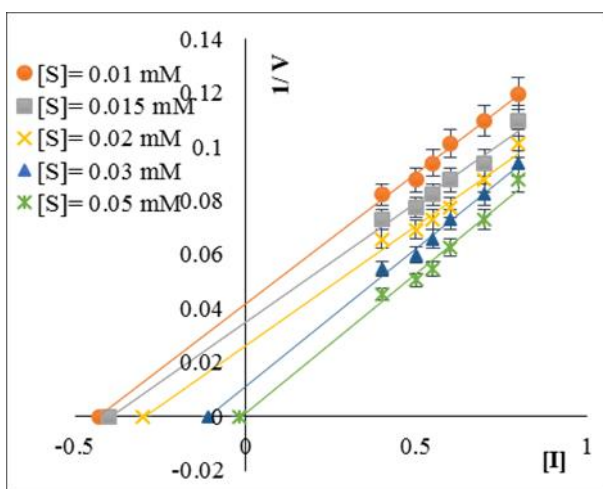 0.14
1/ V
0.12
0.1
0.08
0.06
0.04
0.02
0
-0.02
[S]= 0.01 mM
[S]= 0.015 mM
[S]= 0.02 mM
[S]= 0.03 mM
[S]= 0.05 mM
-0.5
0
0.5
1
[I]